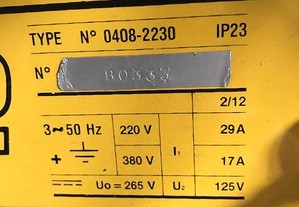 TYPE N° 0408-2230 IP23
N° 80333
2/12
3~50 Hz 220 V I₁ 29A
+ 380 V 17A
Uo = 265 V U₂ 125V